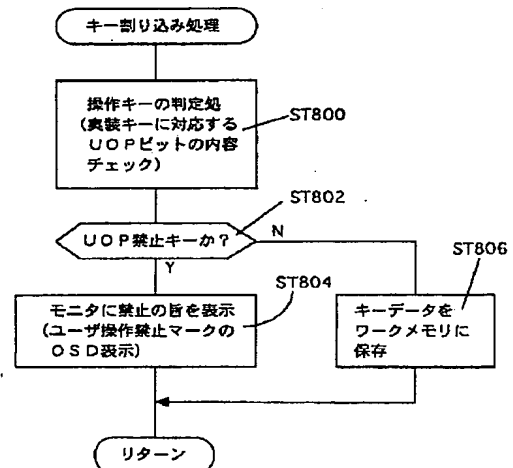 キー割り込み処理
操作キーの判定処
(実装キーに対応する
UOPビットの内容
チェック)
ST800
ST802
UOP禁止キーか?
N
Y
ST804
ST806
モニタに禁止の旨を表示
(ユーザ操作禁止マークの
OSD表示)
キーデータを
ワークメモリに
保存
リターン